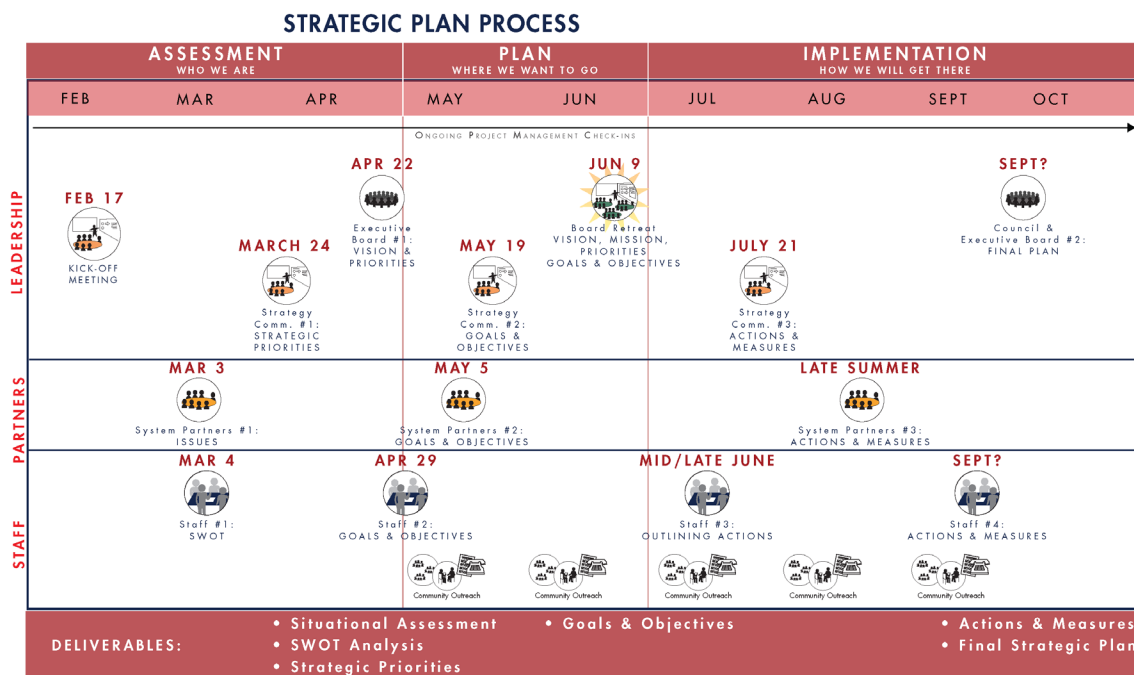 STRATEGIC PLAN PROCESS
ASSESSMENT
WHO WE ARE
PLAN
WHERE WE WANT TO GO
IMPLEMENTATION
HOW WE WILL GET THERE
FEB
MAR
APR
MAY
JUN
JUL
AUG
SEPT
OCT
ONGOING PROJECT MANAGEMENT CHECK-INS
LEADERSHIP
FEB 17
KICK-OFF
MEETING
MARCH 24
Strategy
Comm. #1:
STRATEGIC
PRIORITIES
APR 22
Executive
Board #1:
VISION &
PRIORITIES
MAY 19
Strategy
Comm. #2:
GOALS &
OBJECTIVES
JUN 9
Board Retreat
VISION, MISSION,
PRIORITIES
GOALS & OBJECTIVES
JULY 21
Strategy
Comm. #3:
ACTIONS &
MEASURES
SEPT?
Council &
Executive Board #2:
FINAL PLAN
PARTNERS
MAR 3
System Partners #1:
ISSUES
MAY 5
System Partners #2:
GOALS & OBJECTIVES
LATE SUMMER
System Partners #3:
ACTIONS & MEASURES
STAFF
MAR 4
Staff #1:
SWOT
APR 29
Staff #2:
GOALS & OBJECTIVES
MID/LATE JUNE
Staff #3:
OUTLINING ACTIONS
SEPT?
Staff #4:
ACTIONS & MEASURES
Community Outreach
Community Outreach
Community Outreach
Community Outreach
Community Outreach
DELIVERABLES:
• Situational Assessment
• SWOT Analysis
• Strategic Priorities
• Goals & Objectives
• Actions & Measures
• Final Strategic Plan